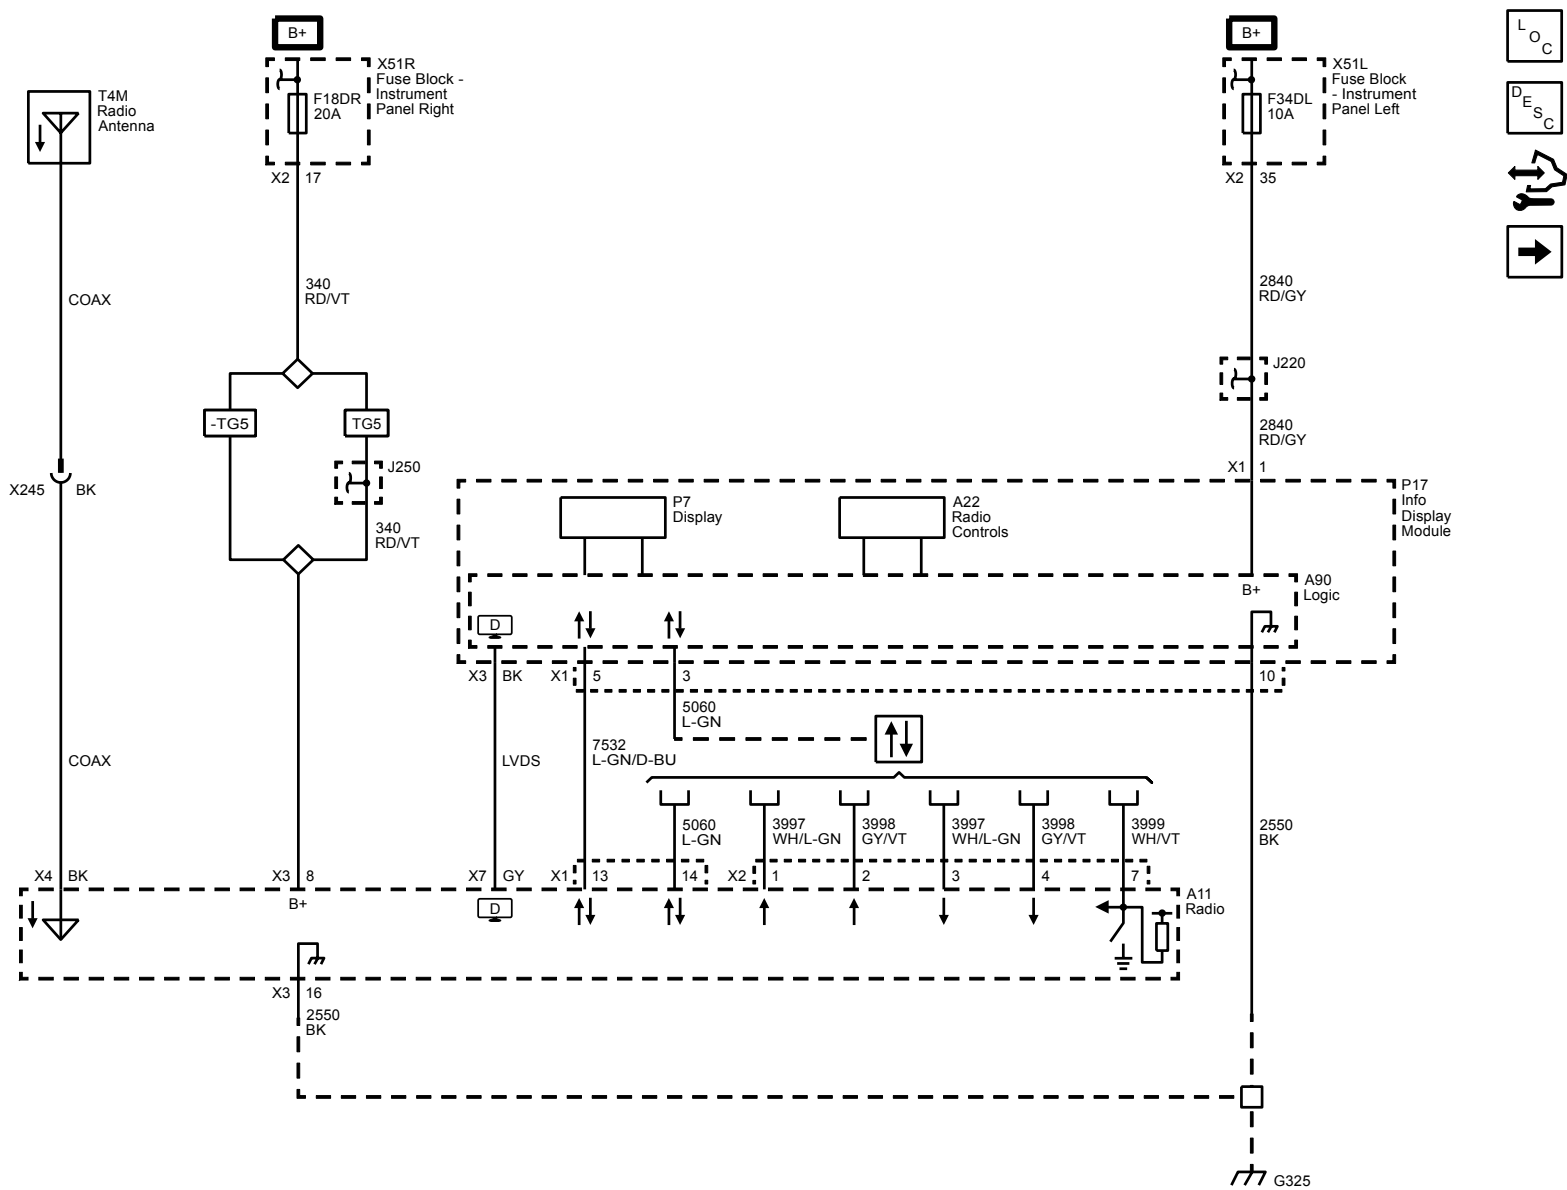 B+
B+
L
O
C
X51R
Fuse Block -
Instrument
Panel Right
X51L
Fuse Block
- Instrument
Panel Left
D
E
S
C
T4M
Radio
Antenna
F18DR
20A
F34DL
10A
X2 17
X2 35
COAX
340
RD/VT
2840
RD/GY
J220
-TG5
TG5
2840
RD/GY
J250
X1 1
X245 BK
P7
Display
A22
Radio
Controls
P17
Info
Display
Module
340
RD/VT
A90
Logic
B+
D
X3 BK
X1 5
3
10
5060
L-GN
7532
L-GN/D-BU
COAX
LVDS
5060
L-GN
3997
WH/L-GN
3998
GY/VT
3997
WH/L-GN
3998
GY/VT
3999
WH/VT
2550
BK
X4 BK
X3 8
X7 GY
X1 13
14
X2 1
2
3
4
7
B+
D
A11
Radio
X3 16
2550
BK
G325